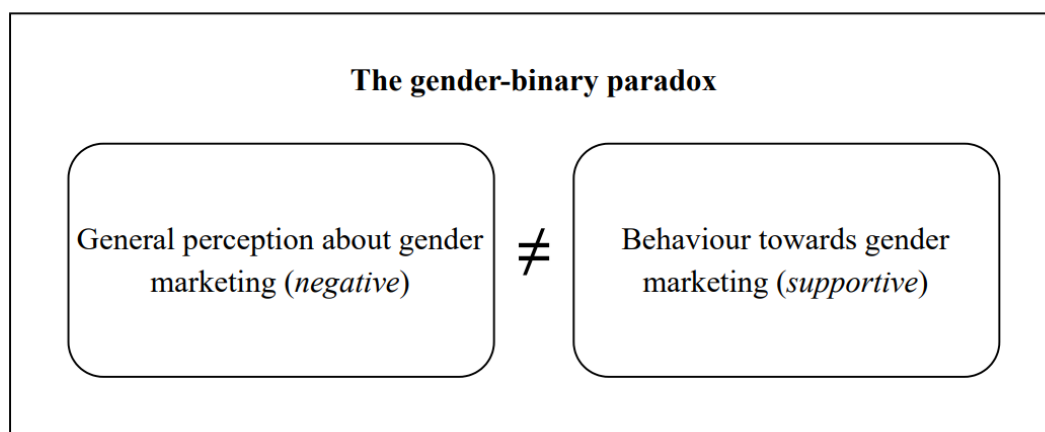 The gender-binary paradox
General perception about gender
marketing (negative)
≠
Behaviour towards gender
marketing (supportive)